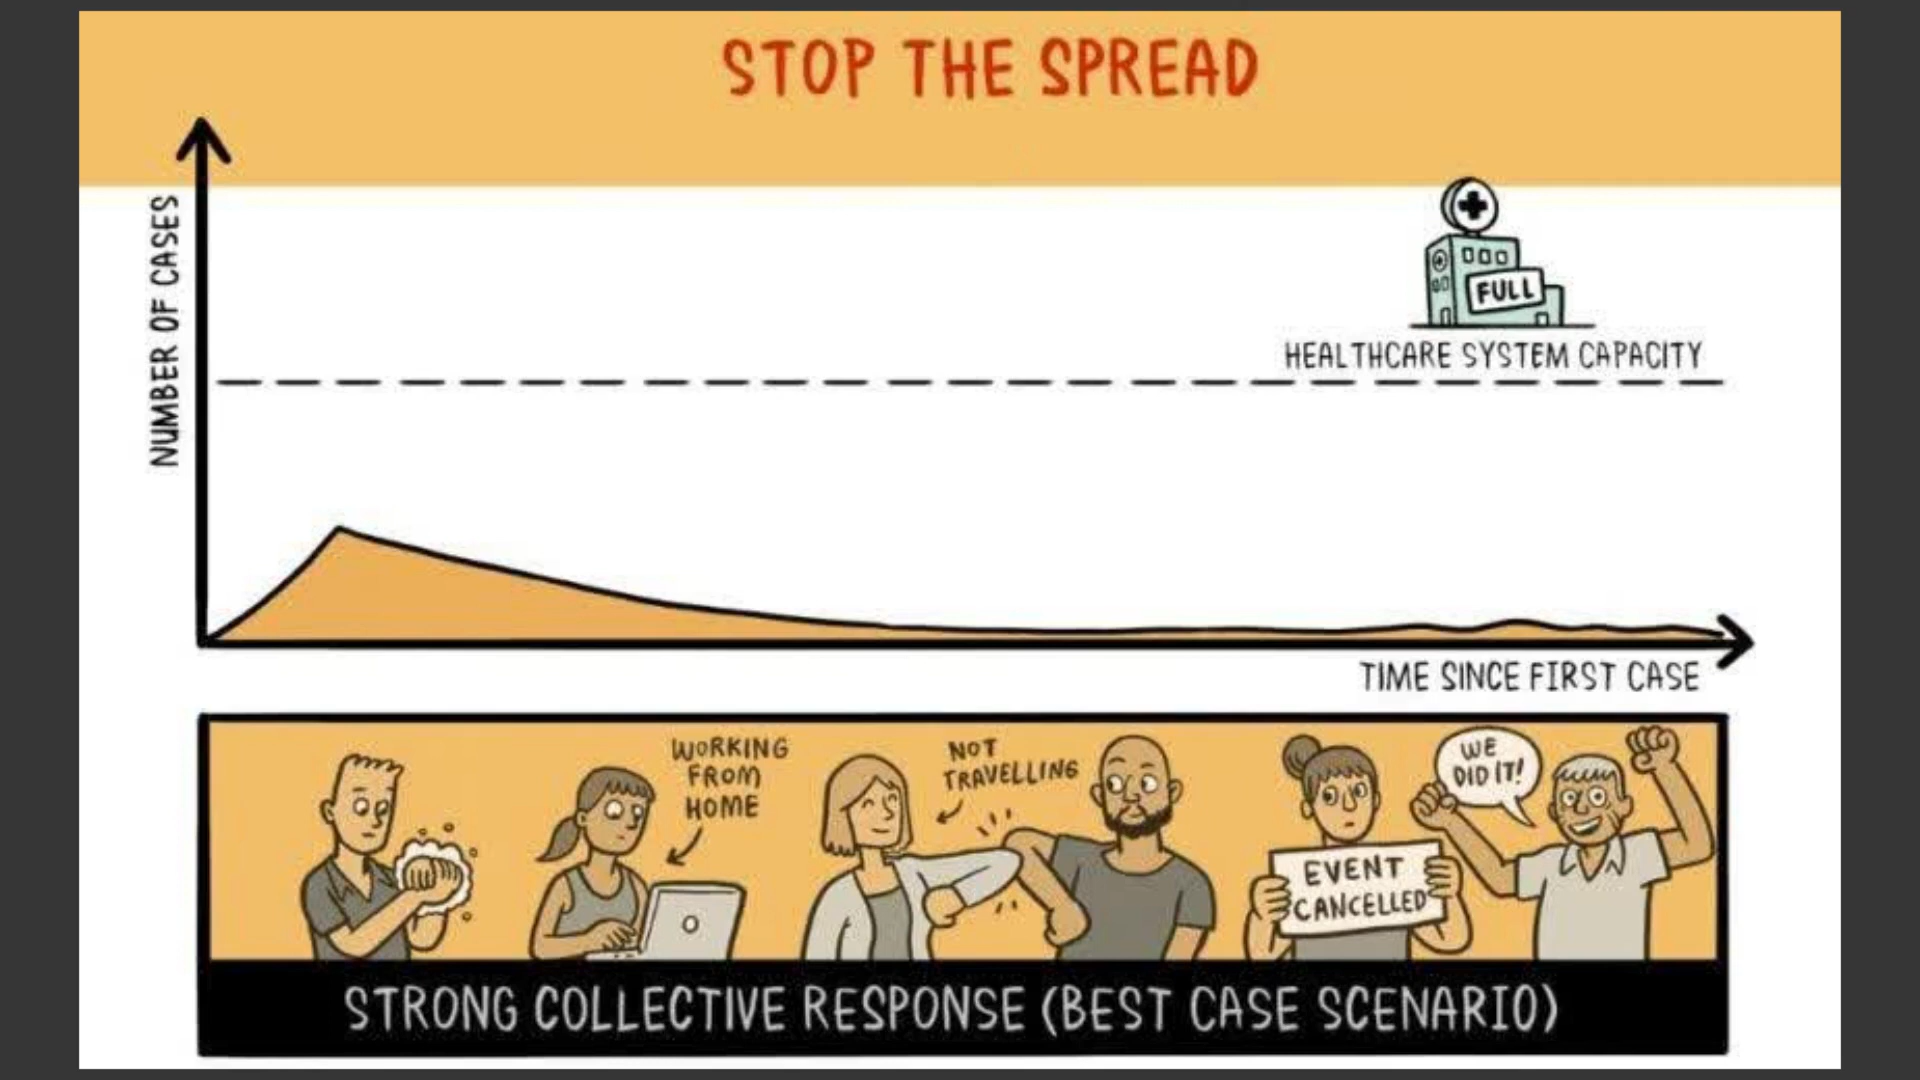 STOP THE SPREAD
NUMBER OF CASES
FULL
HEALTHCARE SYSTEM CAPACITY
TIME SINCE FIRST CASE
WORKING
FROM
HOME
NOT
TRAVELLING
EVENT
CANCELLED
WE
DID IT!
STRONG COLLECTIVE RESPONSE (BEST CASE SCENARIO)